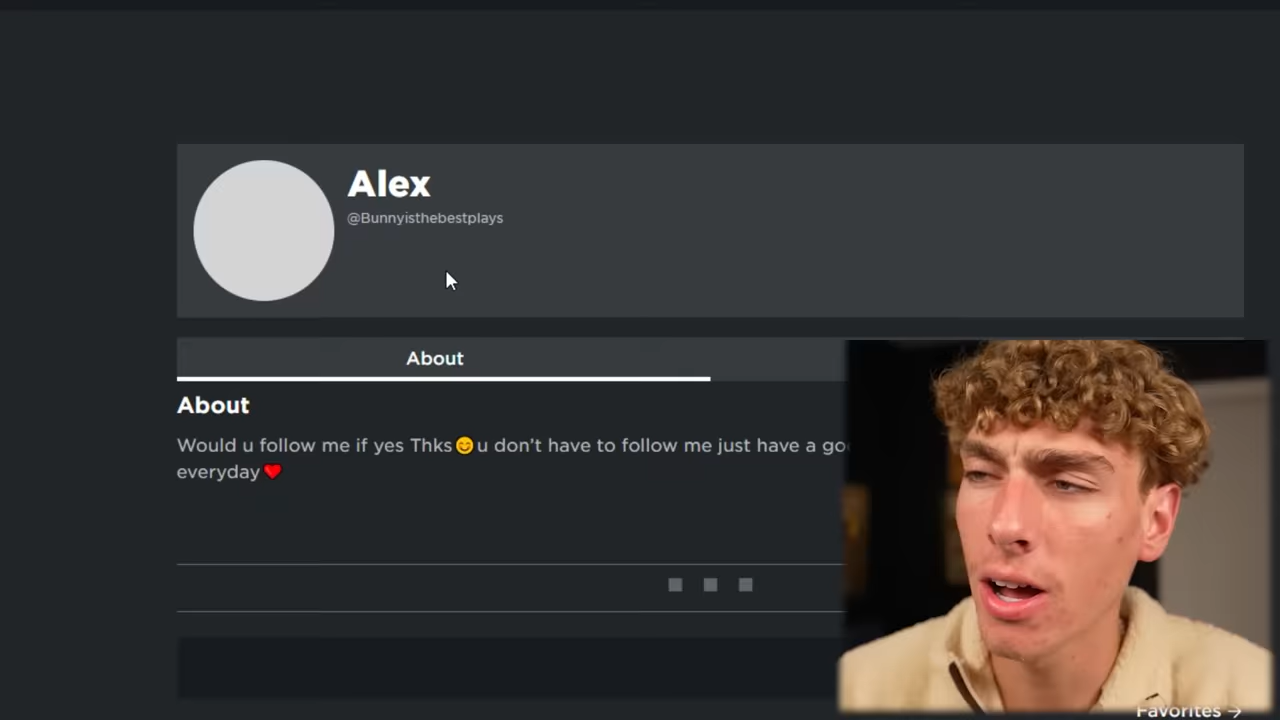 Alex
@Bunnyisthebestplays
About
About
Would u follow me if yes Thks😊u don't have to follow me just have a
everyday❤️
Favorites →